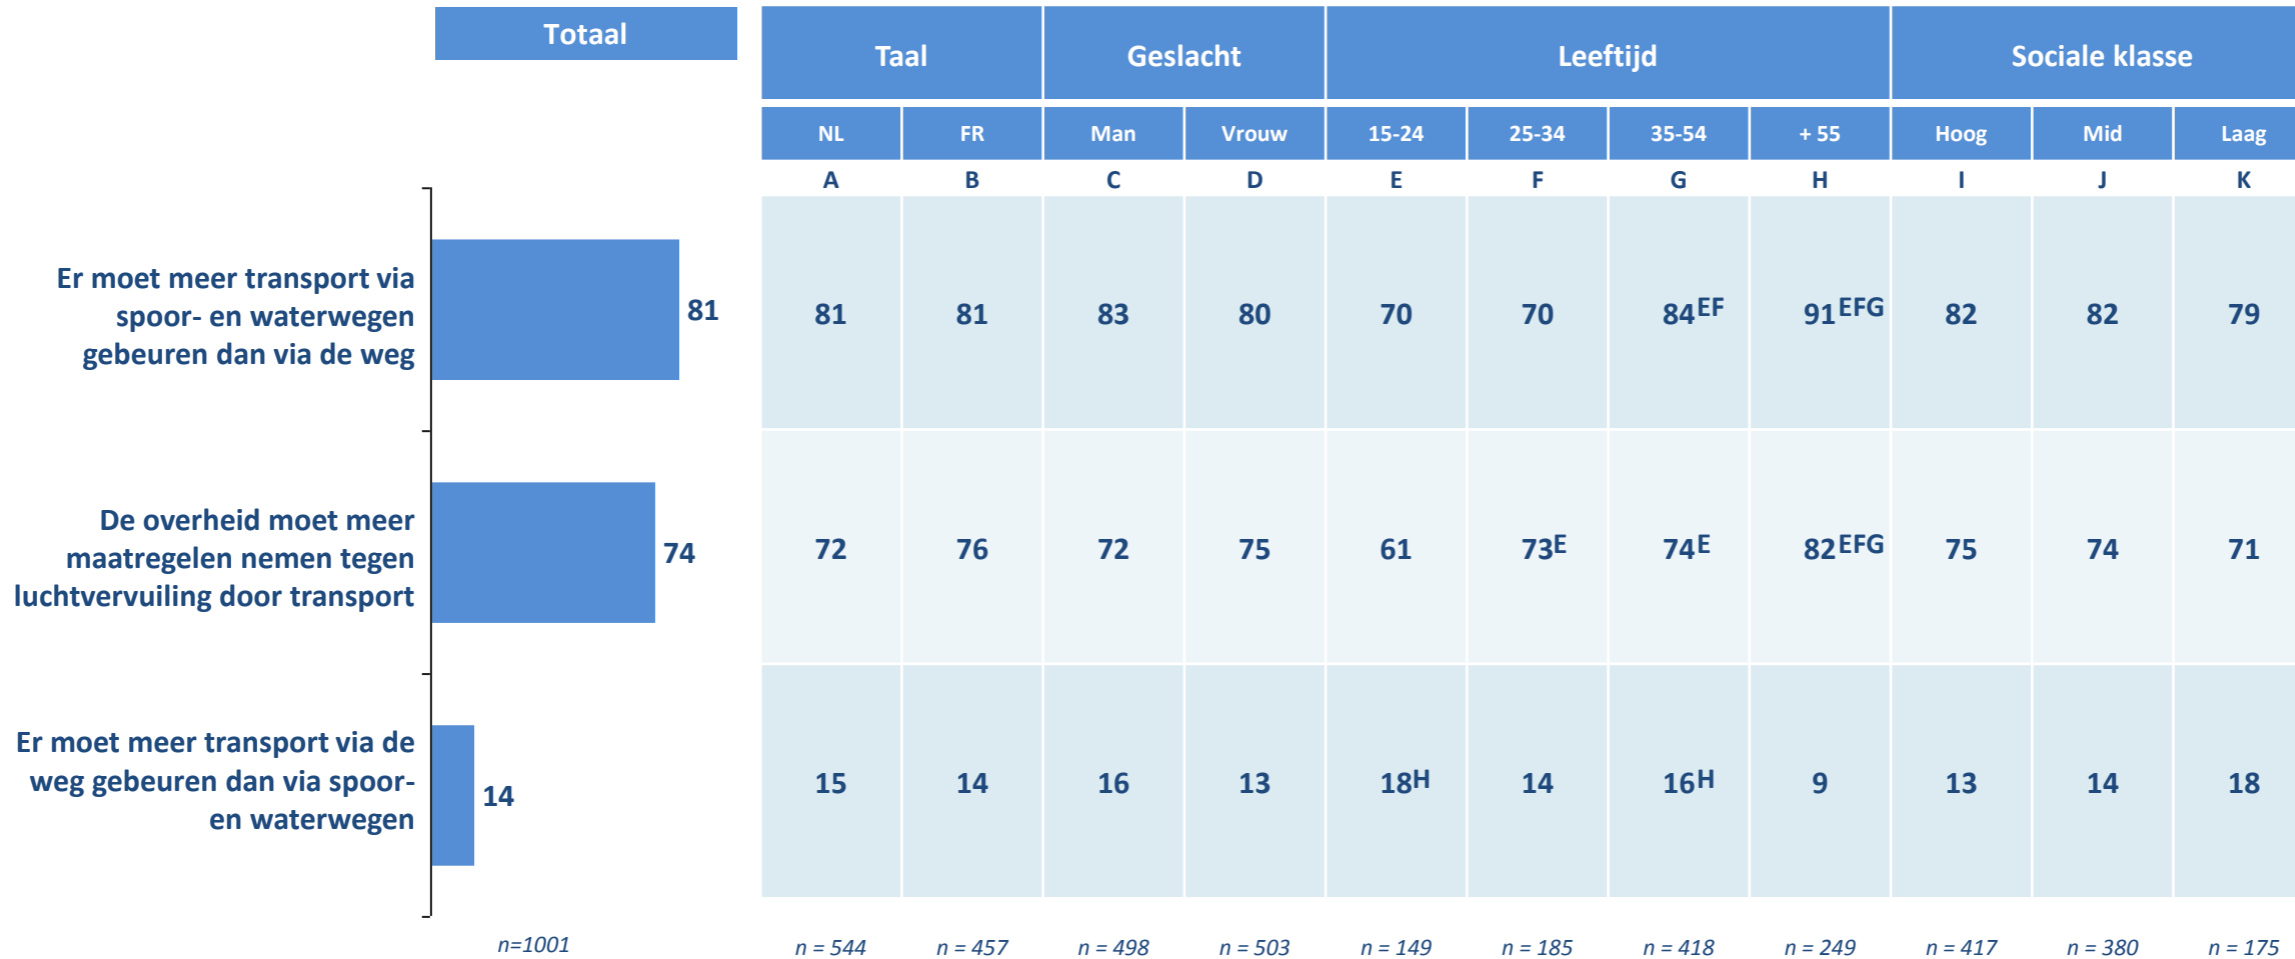 Totaal
Taal Geslacht Leeftijd Sociale klasse
NL FR Man Vrouw 15-24 25-34 35-54 + 55 Hoog Mid Laag
A B C D E F G H I J K
Er moet meer transport via
spoor- en waterwegen
gebeuren dan via de weg
81 81 81 83 80 70 70 84EF 91EFG 82 82 79
De overheid moet meer
maatregelen nemen tegen
luchtvervuiling door transport
74 72 76 72 75 61 73E 74E 82EFG 75 74 71
Er moet meer transport via de
weg gebeuren dan via spoor-
en waterwegen
14 15 14 16 13 18H 14 16H 9 13 14 18
n=1001 n = 544 n = 457 n = 498 n = 503 n = 149 n = 185 n = 418 n = 249 n = 417 n = 380 n = 175